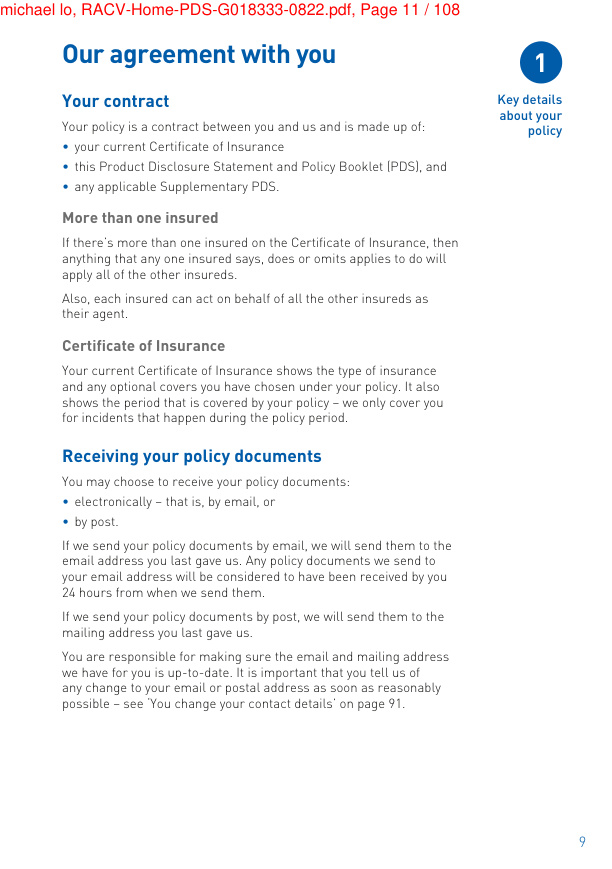 michael lo, RACV-Home-PDS-G018333-0822.pdf, Page 11 / 108
Our agreement with you
1
Key details
about your
policy
Your contract
Your policy is a contract between you and us and is made up of:
• your current Certificate of Insurance
• this Product Disclosure Statement and Policy Booklet (PDS), and
• any applicable Supplementary PDS.
More than one insured
If there's more than one insured on the Certificate of Insurance, then
anything that any one insured says, does or omits applies to do will
apply all of the other insureds.
Also, each insured can act on behalf of all the other insureds as
their agent.
Certificate of Insurance
Your current Certificate of Insurance shows the type of insurance
and any optional covers you have chosen under your policy. It also
shows the period that is covered by your policy – we only cover you
for incidents that happen during the policy period.
Receiving your policy documents
You may choose to receive your policy documents:
• electronically – that is, by email, or
• by post.
If we send your policy documents by email, we will send them to the
email address you last gave us. Any policy documents we send to
your email address will be considered to have been received by you
24 hours from when we send them.
If we send your policy documents by post, we will send them to the
mailing address you last gave us.
You are responsible for making sure the email and mailing address
we have for you is up-to-date. It is important that you tell us of
any change to your email or postal address as soon as reasonably
possible – see 'You change your contact details' on page 91.
9